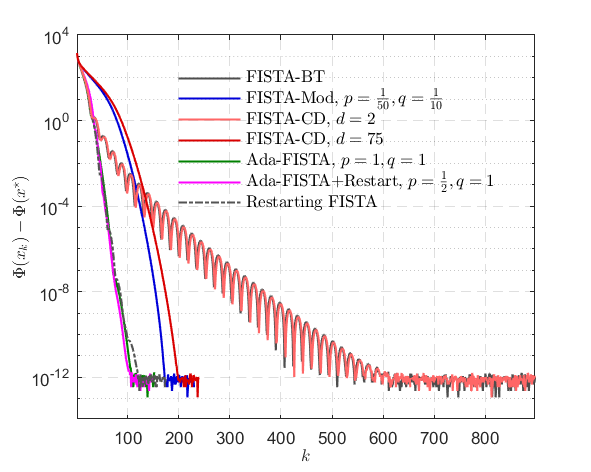 10^4
10^0
10^-4
10^-8
10^-12
Φ(x_k) − Φ(x*)
FISTA-BT
FISTA-Mod, p = 1/50, q = 1/10
FISTA-CD, d = 2
FISTA-CD, d = 75
Ada-FISTA, p = 1, q = 1
Ada-FISTA+Restart, p = 1/2, q = 1
Restarting FISTA
100 200 300 400 500 600 700 800
k